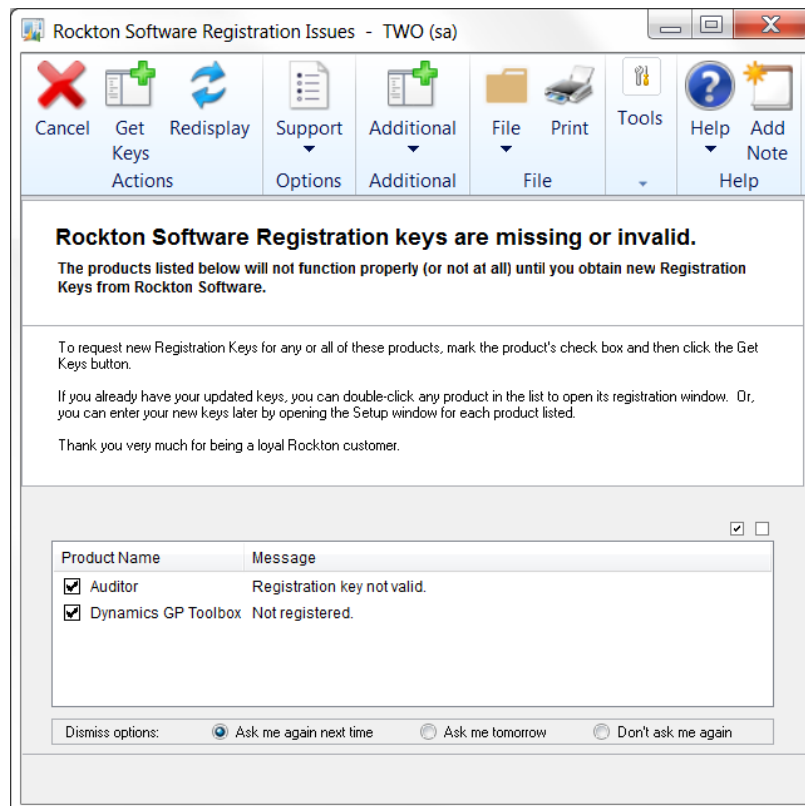 Rockton Software Registration Issues - TWO (sa)
Cancel Get Keys Redisplay Support Additional File Print Tools Help Add Note
Actions Options Additional File Help
Rockton Software Registration keys are missing or invalid.
The products listed below will not function properly (or not at all) until you obtain new Registration
Keys from Rockton Software.
To request new Registration Keys for any or all of these products, mark the product's check box and then click the Get
Keys button.
If you already have your updated keys, you can double-click any product in the list to open its registration window. Or,
you can enter your new keys later by opening the Setup window for each product listed.
Thank you very much for being a loyal Rockton customer.
Product Name Message
Auditor Registration key not valid.
Dynamics GP Toolbox Not registered.
Dismiss options: Ask me again next time Ask me tomorrow Don't ask me again